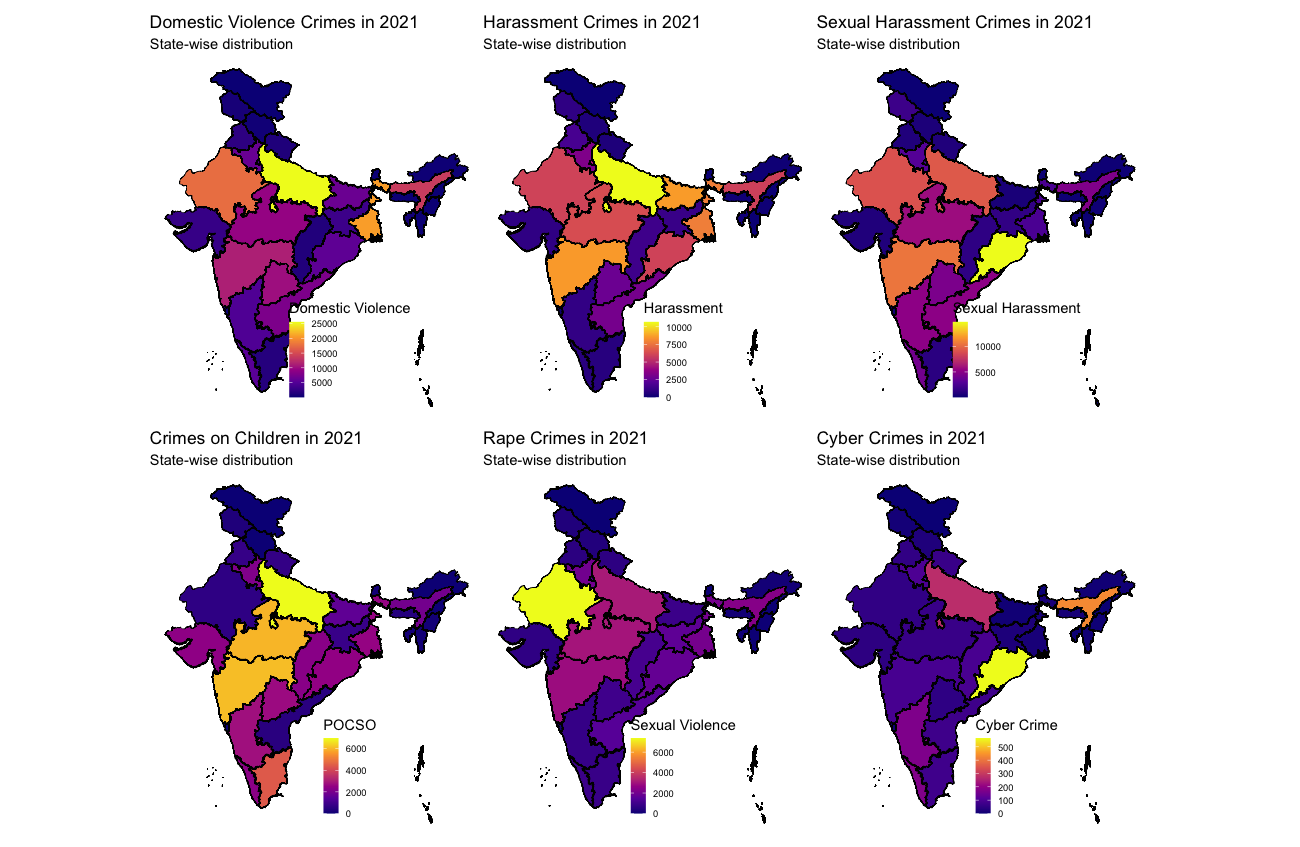 Domestic Violence Crimes in 2021
State-wise distribution
Domestic Violence
25000
20000
15000
10000
5000
Harassment Crimes in 2021
State-wise distribution
Harassment
10000
7500
5000
2500
0
Sexual Harassment Crimes in 2021
State-wise distribution
Sexual Harassment
10000
5000
Crimes on Children in 2021
State-wise distribution
POCSO
6000
4000
2000
0
Rape Crimes in 2021
State-wise distribution
Sexual Violence
6000
4000
2000
0
Cyber Crimes in 2021
State-wise distribution
Cyber Crime
500
400
300
200
100
0